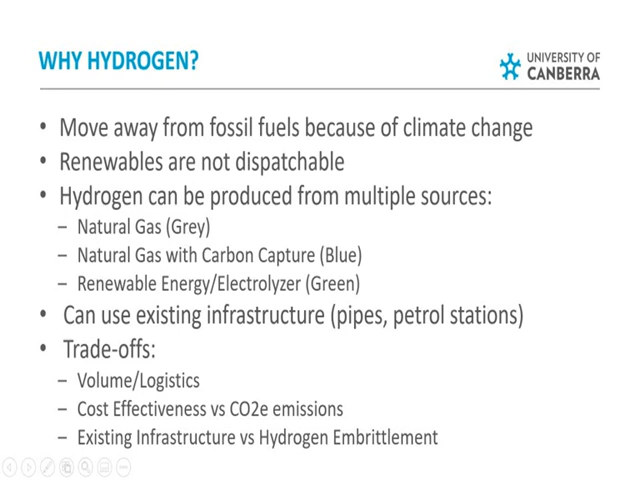 WHY HYDROGEN?
UNIVERSITY OF
CANBERRA
• Move away from fossil fuels because of climate change
• Renewables are not dispatchable
• Hydrogen can be produced from multiple sources:
– Natural Gas (Grey)
– Natural Gas with Carbon Capture (Blue)
– Renewable Energy/Electrolyzer (Green)
• Can use existing infrastructure (pipes, petrol stations)
• Trade-offs:
– Volume/Logistics
– Cost Effectiveness vs CO2e emissions
– Existing Infrastructure vs Hydrogen Embrittlement